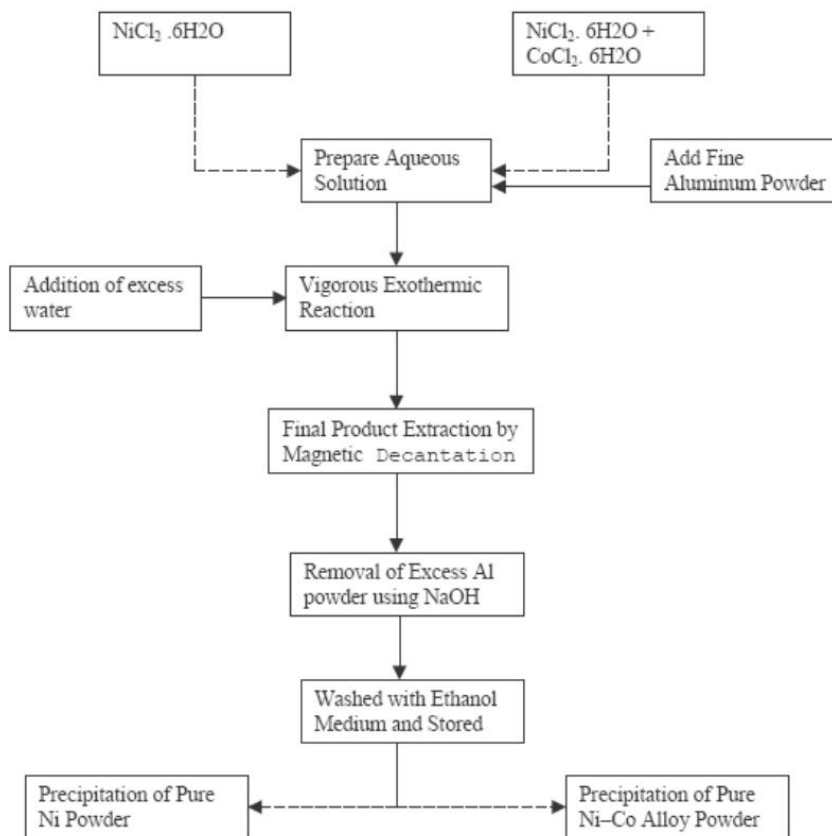 NiCl₂ .6H2O
NiCl₂. 6H2O +
CoCl₂. 6H2O
Prepare Aqueous
Solution
Add Fine
Aluminum Powder
Addition of excess
water
Vigorous Exothermic
Reaction
Final Product Extraction by
Magnetic Decantation
Removal of Excess Al
powder using NaOH
Washed with Ethanol
Medium and Stored
Precipitation of Pure
Ni Powder
Precipitation of Pure
Ni–Co Alloy Powder